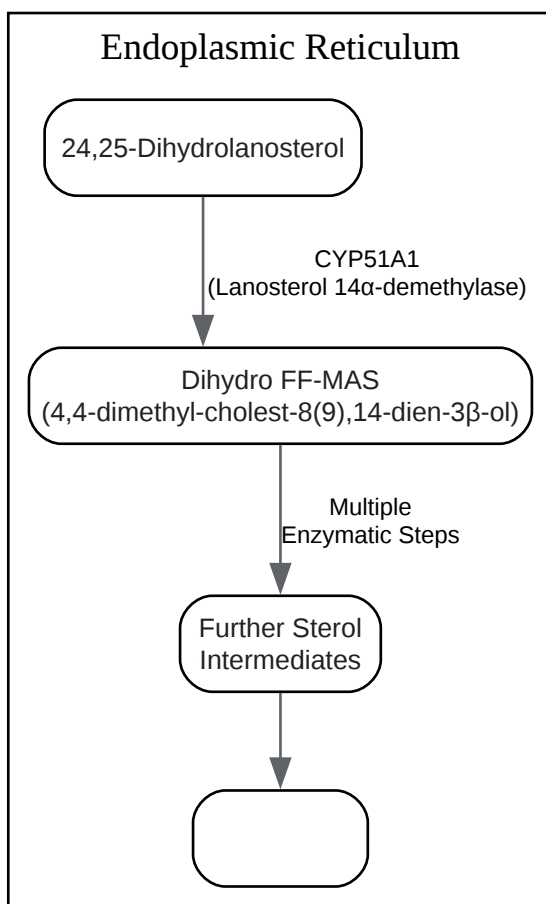 Endoplasmic Reticulum
24,25-Dihydrolanosterol
CYP51A1
(Lanosterol 14α-demethylase)
Dihydro FF-MAS
(4,4-dimethyl-cholest-8(9),14-dien-3β-ol)
Multiple
Enzymatic Steps
Further Sterol
Intermediates